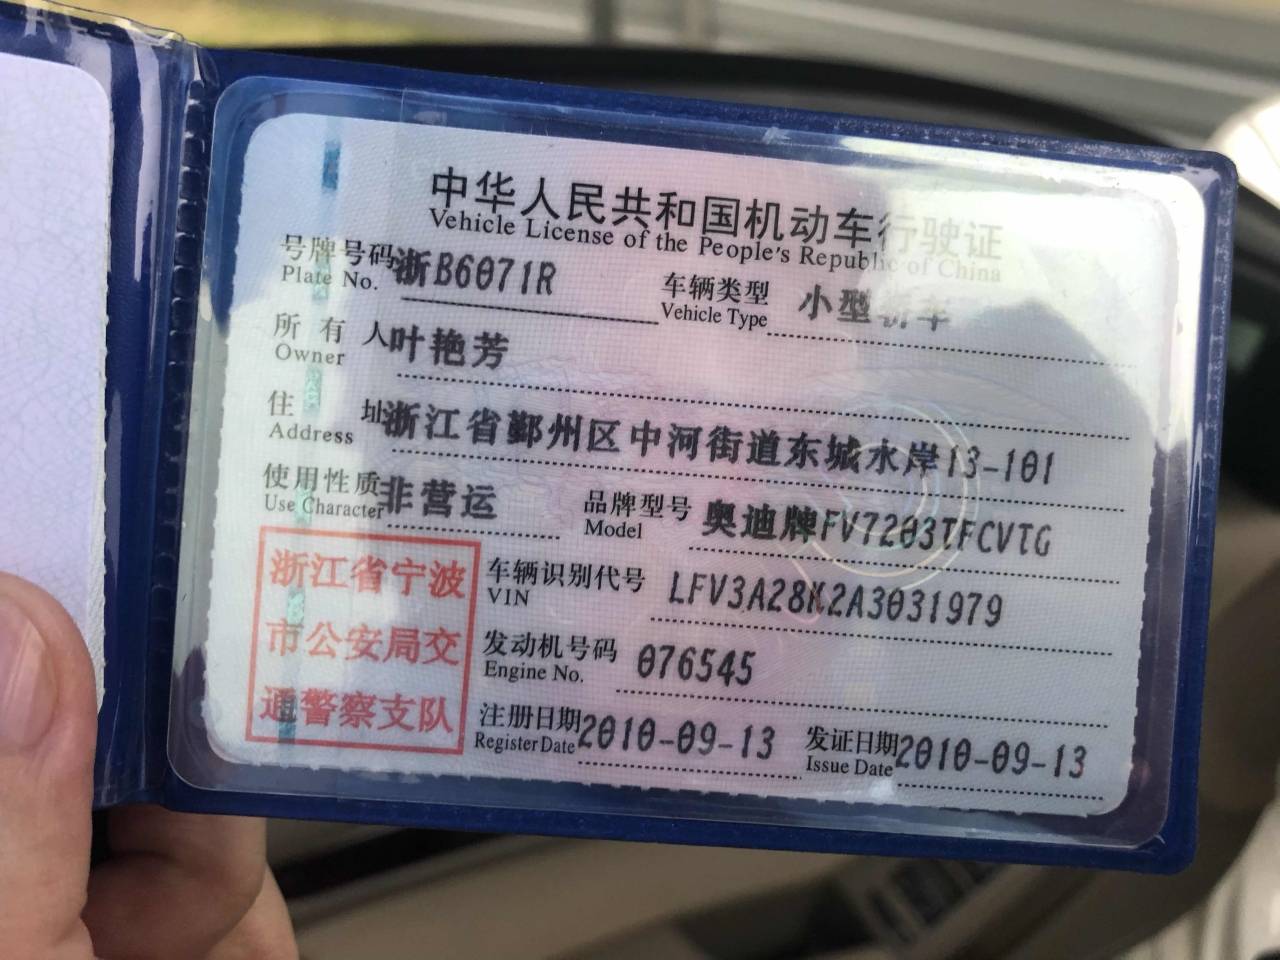 中华人民共和国机动车行驶证
Vehicle License of the People's Republic of China
号牌号码 浙B6071R 车辆类型 小型轿车
Plate No. Vehicle Type
所有人 叶艳芳
Owner
住址 浙江省鄞州区中河街道东城水岸13-101
Address
使用性质 非营运 品牌型号 奥迪牌FV7203TFCVTG
Use Character Model
浙江省宁波
市公安局交
通警察支队
车辆识别代号 LFV3A28K2A3031979
VIN
发动机号码 076545
Engine No.
注册日期 2010-09-13 发证日期 2010-09-13
Register Date Issue Date